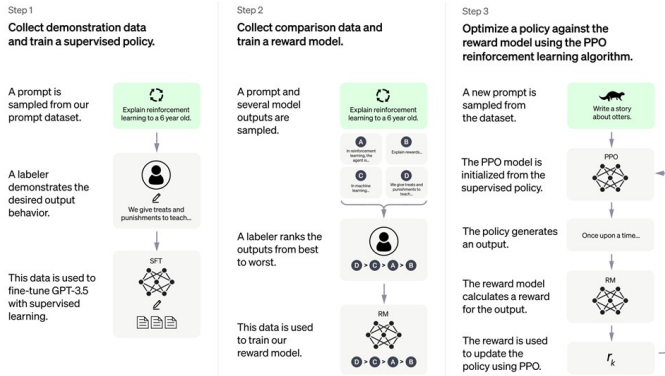 Step 1
Collect demonstration data
and train a supervised policy.
A prompt is
sampled from our
prompt dataset.
Explain reinforcement
learning to a 6 year old.
A labeler
demonstrates the
desired output
behavior.
We give treats and
punishments to teach...
This data is used to
fine-tune GPT-3.5
with supervised
learning.
SFT
Step 2
Collect comparison data and
train a reward model.
A prompt and
several model
outputs are
sampled.
Explain reinforcement
learning to a 6 year old.
A
In reinforcement
learning, the
agent is...
B
Explain rewards...
C
In machine
learning...
D
We give treats and
punishments to
teach...
A labeler ranks the
outputs from best
to worst.
D > C > A > B
This data is used
to train our
reward model.
RM
D > C > A > B
Step 3
Optimize a policy against the
reward model using the PPO
reinforcement learning algorithm.
A new prompt is
sampled from
the dataset.
Write a story
about otters.
The PPO model is
initialized from the
supervised policy.
PPO
The policy generates
an output.
Once upon a time...
The reward model
calculates a reward
for the output.
RM
The reward is used
to update the
policy using PPO.
rₖ